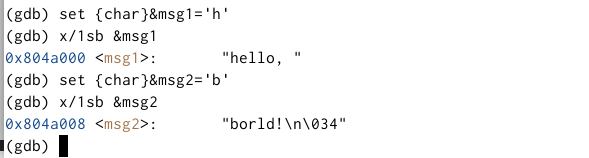 (gdb) set {char}&msg1='h'
(gdb) x/1sb &msg1
0x804a000 <msg1>:        "hello, "
(gdb) set {char}&msg2='b'
(gdb) x/1sb &msg2
0x804a008 <msg2>:        "borld!\n\034"
(gdb)